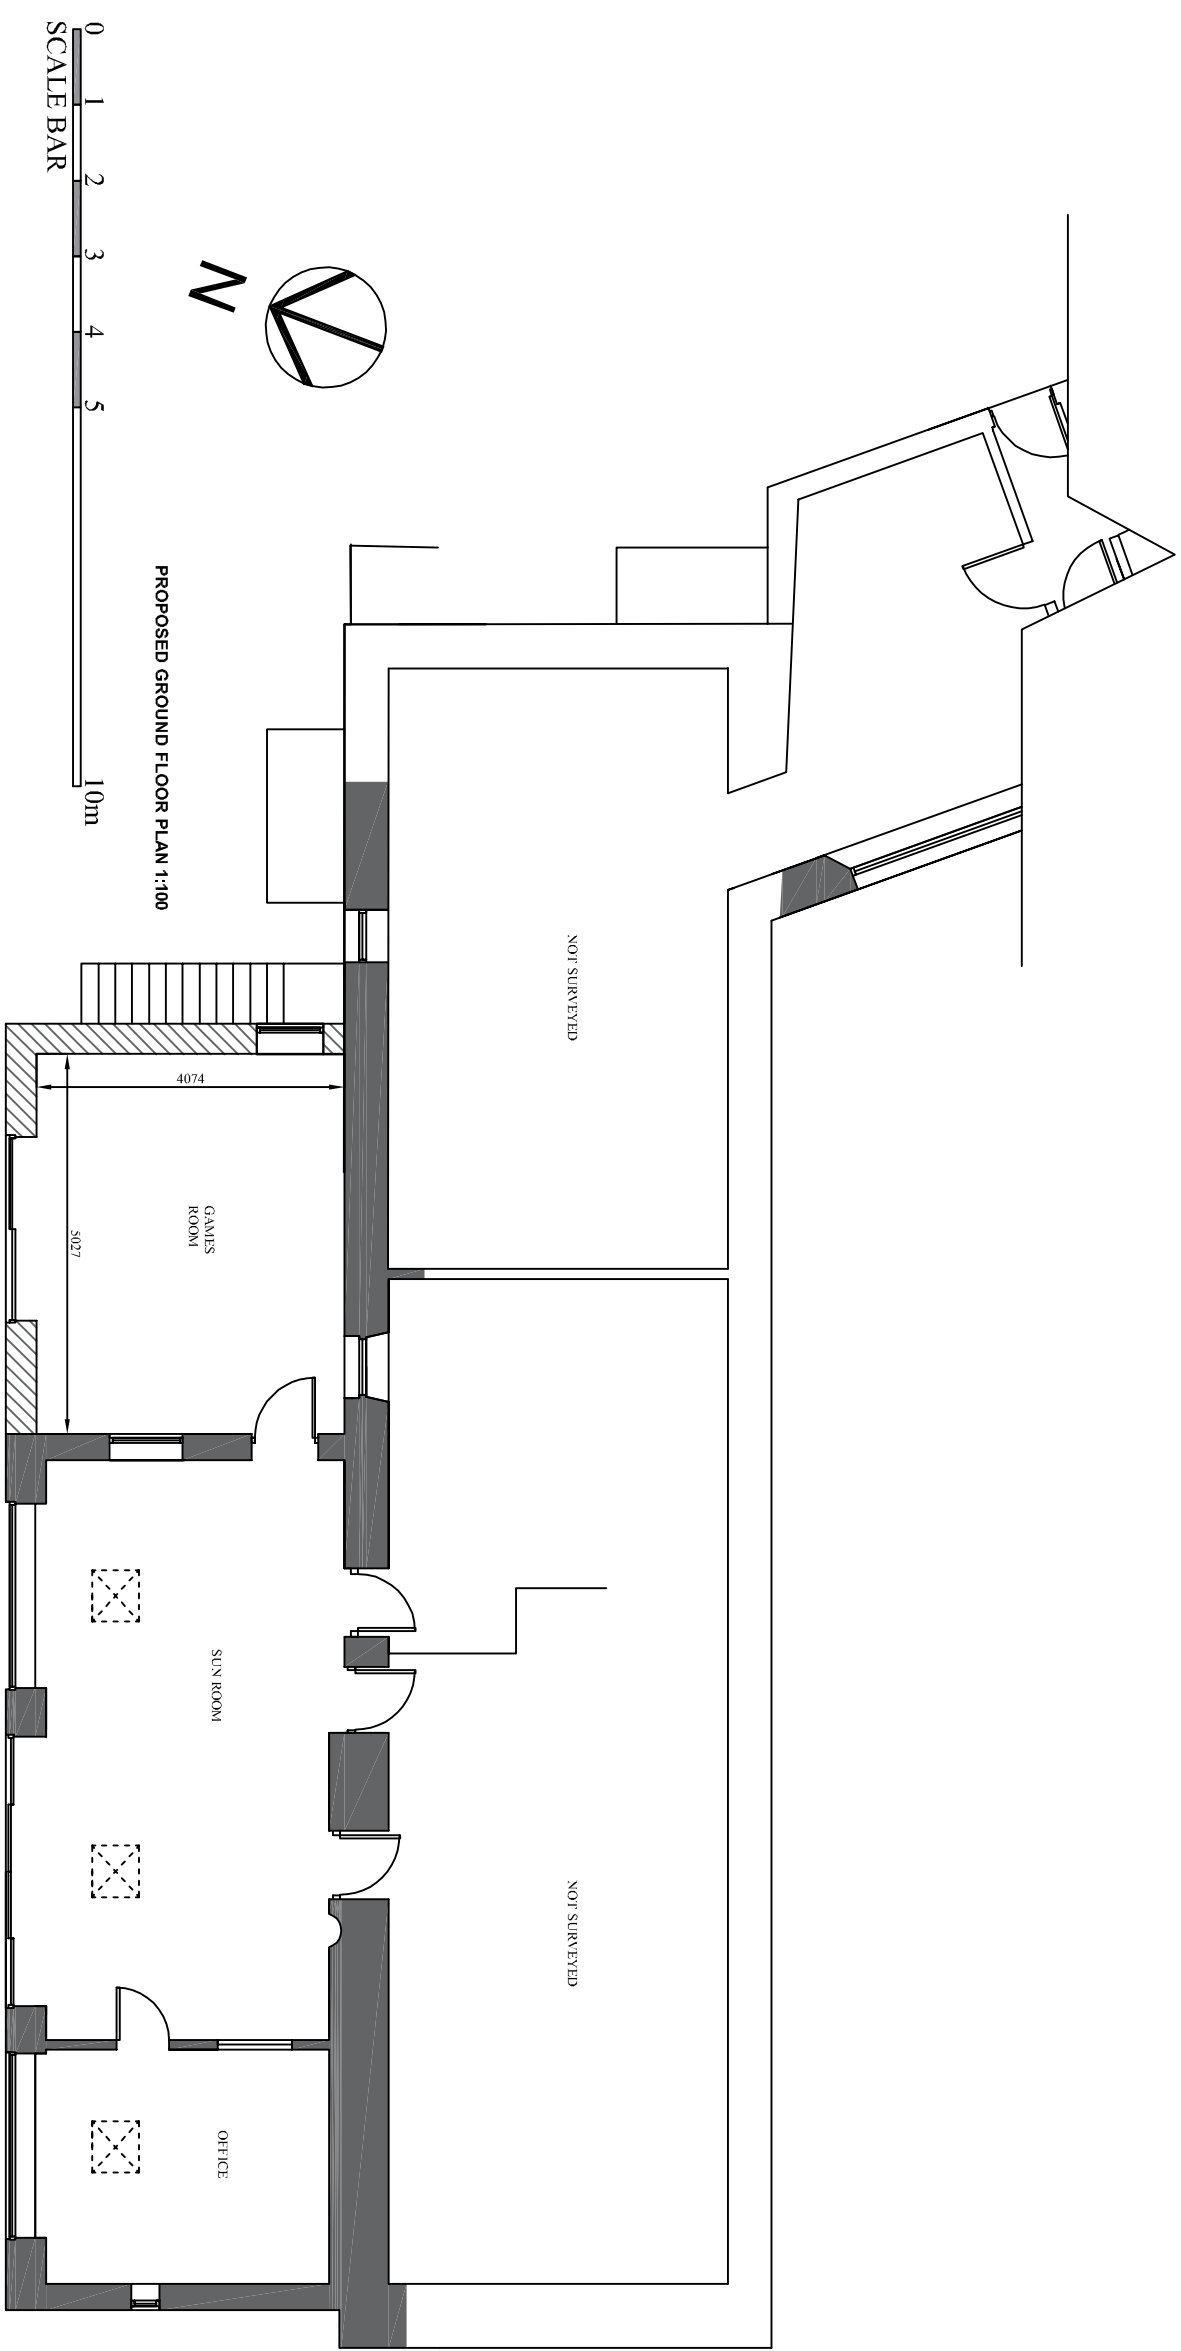 NOT SURVEYED
NOT SURVEYED
GAMES
ROOM
4074
5027
SUN ROOM
OFFICE
N
PROPOSED GROUND FLOOR PLAN 1:100
0 1 2 3 4 5 10m
SCALE BAR